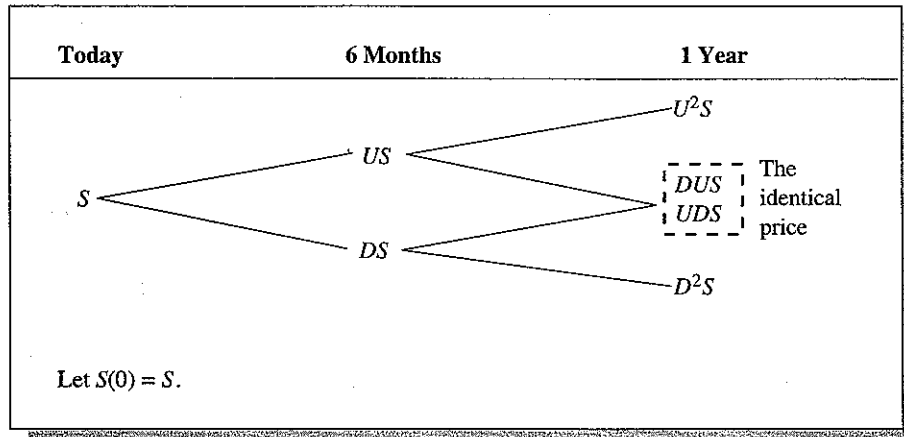 Today 6 Months 1 Year
U²S
US
DUS The
S UDS identical
price
DS
D²S
Let S(0) = S.